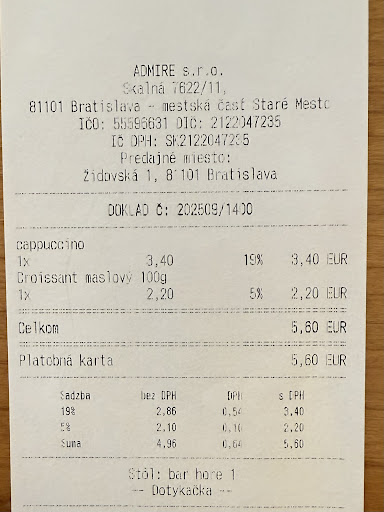 ADMIRE s.r.o.
Skalná 7622/11,
81101 Bratislava - mestská časť Staré Mesto
IČO: 55596631 DIČ: 2122047235
IČ DPH: SK2122047235
Predajné miesto:
Židovská 1, 81101 Bratislava
DOKLAD Č: 202509/1400
cappuccino
1x 3,40 19% 3,40 EUR
Croissant maslový 100g
1x 2,20 5% 2,20 EUR
Celkom 5,60 EUR
Platobná karta 5,60 EUR
Sadzba bez DPH DPH s DPH
19% 2,86 0,54 3,40
5% 2,10 0,10 2,20
Suma 4,96 0,64 5,60
Stôl: bar hore 1
-- Dotykačka --